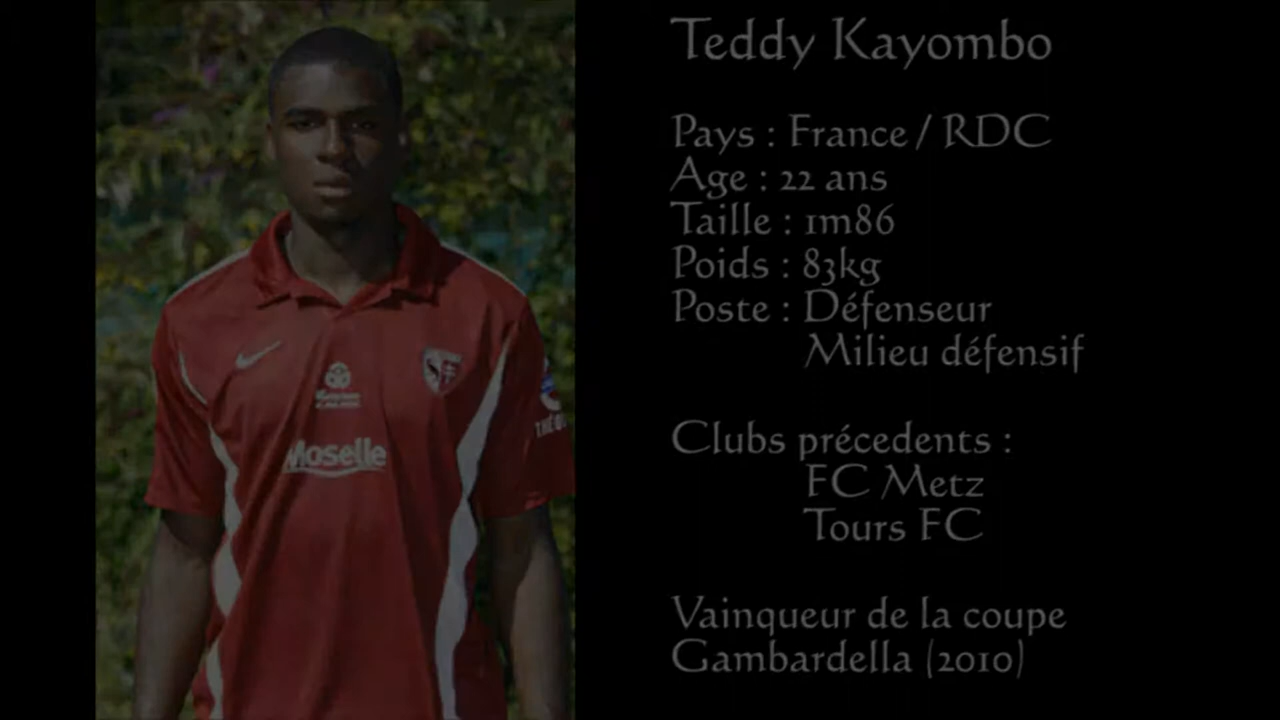 Teddy Kayombo
Pays : France / RDC
Age : 22 ans
Taille : 1m86
Poids : 83kg
Poste : Défenseur
Milieu défensif
Clubs précedents :
FC Metz
Tours FC
Vainqueur de la coupe
Gambardella (2010)
Moselle